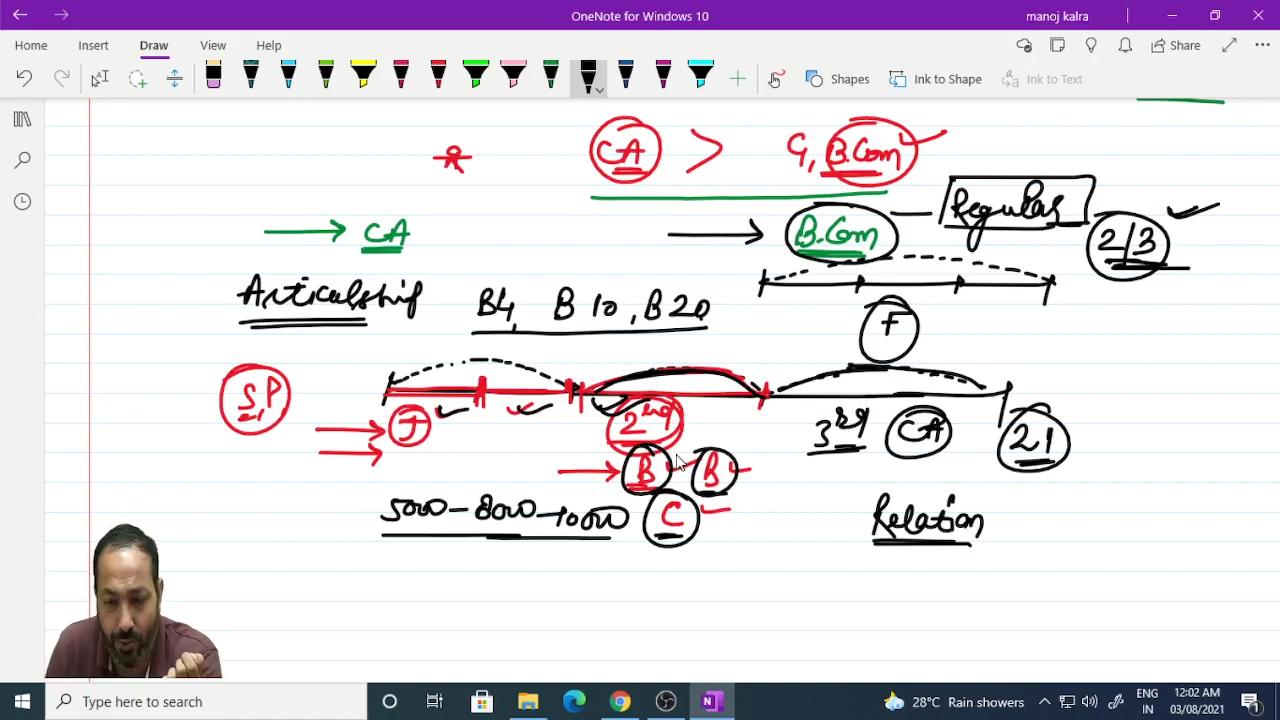 OneNote for Windows 10
manoj kalra
Home Insert Draw View Help
Share
Shapes Ink to Shape Ink to Text
CA > G, B.Com
→ CA → B.Com — Regular 2/3
Articalship B4, B 10, B 20
F
SP
I 2nd 3rd CA 21
→ B B
5000 - 8000 - 10000 C Relation
Type here to search
28°C Rain showers
ENG
IN
12:02 AM
03/08/2021